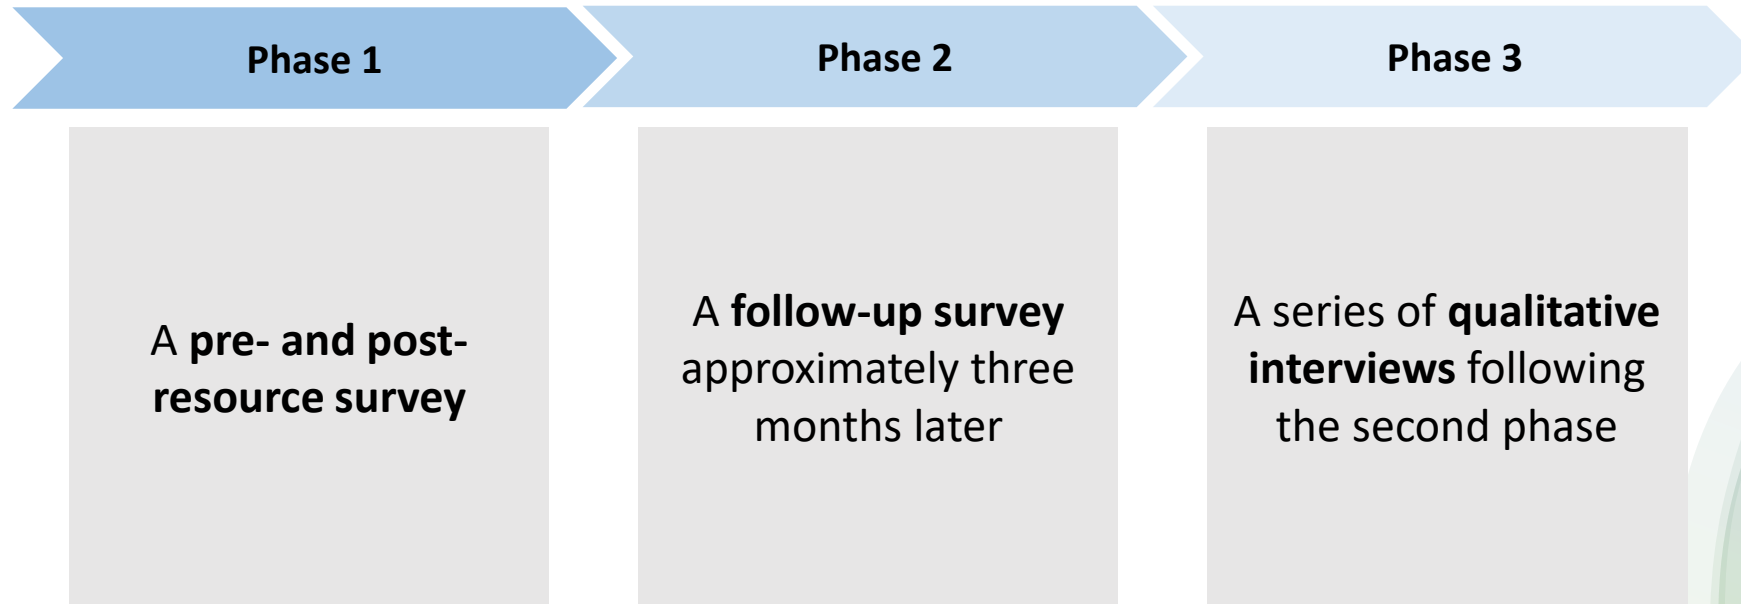 Phase 1
Phase 2
Phase 3
A pre- and post-
resource survey
A follow-up survey
approximately three
months later
A series of qualitative
interviews following
the second phase